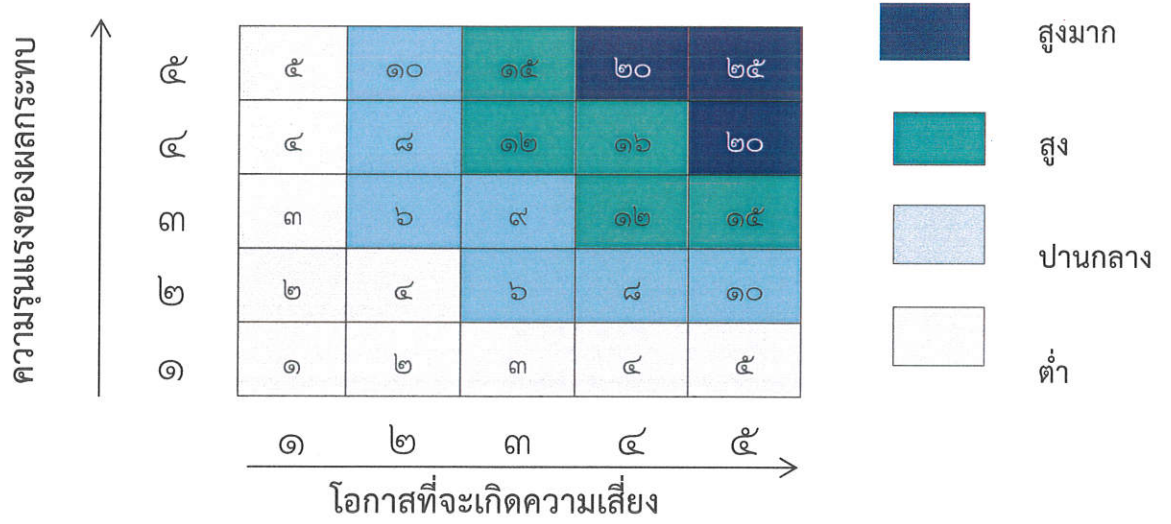 ความรุนแรงของผลกระทบ
๕ ๕ ๑๐ ๑๕ ๒๐ ๒๕
๔ ๔ ๘ ๑๒ ๑๖ ๒๐
๓ ๓ ๖ ๙ ๑๒ ๑๕
๒ ๒ ๔ ๖ ๘ ๑๐
๑ ๑ ๒ ๓ ๔ ๕
๑ ๒ ๓ ๔ ๕
โอกาสที่จะเกิดความเสี่ยง
สูงมาก
สูง
ปานกลาง
ต่ำ